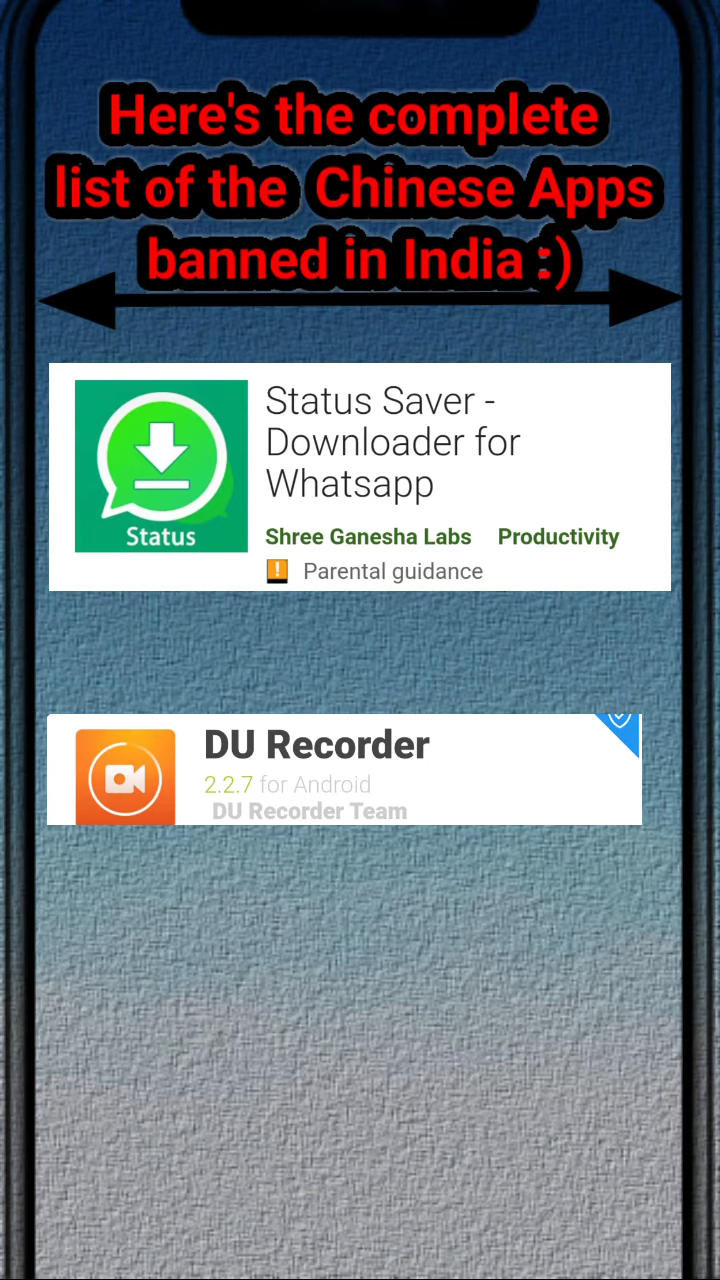 Here's the complete
list of the Chinese Apps
banned in India :)
Status Saver -
Downloader for
Whatsapp
Status
Shree Ganesha Labs Productivity
! Parental guidance
DU Recorder
2.2.7 for Android
DU Recorder Team